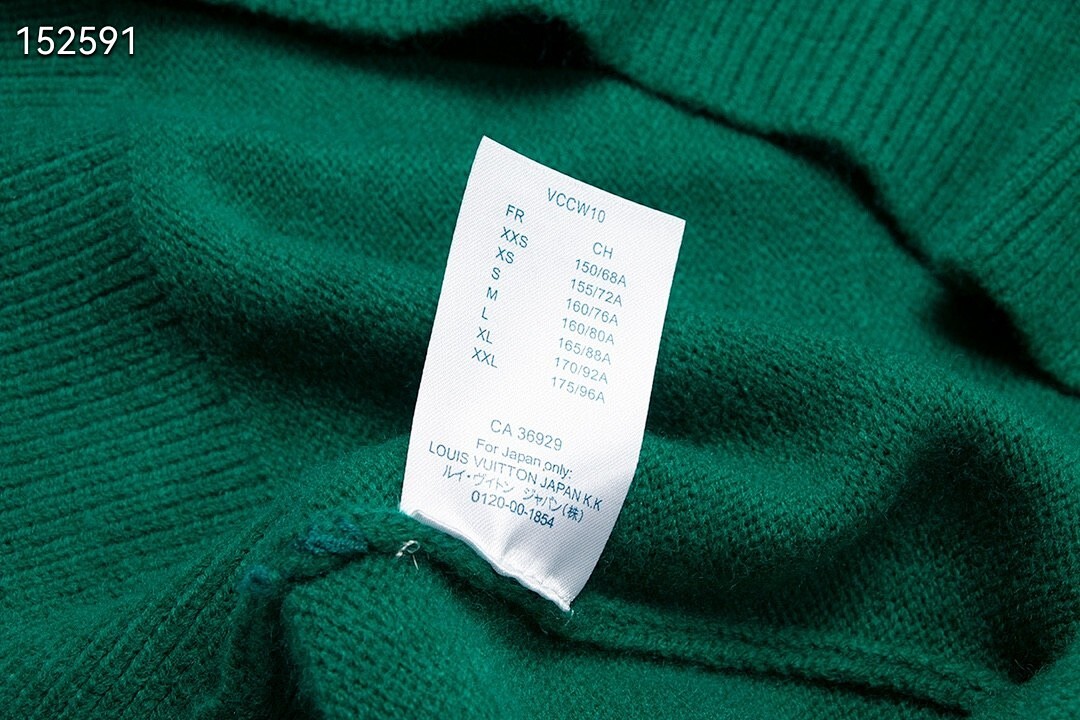 152591
VCCW10
FR CH
XXS 150/68A
XS 155/72A
S 160/76A
M 160/80A
L 165/88A
XL 170/92A
XXL 175/96A
CA 36929
For Japan only:
LOUIS VUITTON JAPAN K.K
ルイ・ヴィトン ジャパン(株)
0120-00-1854